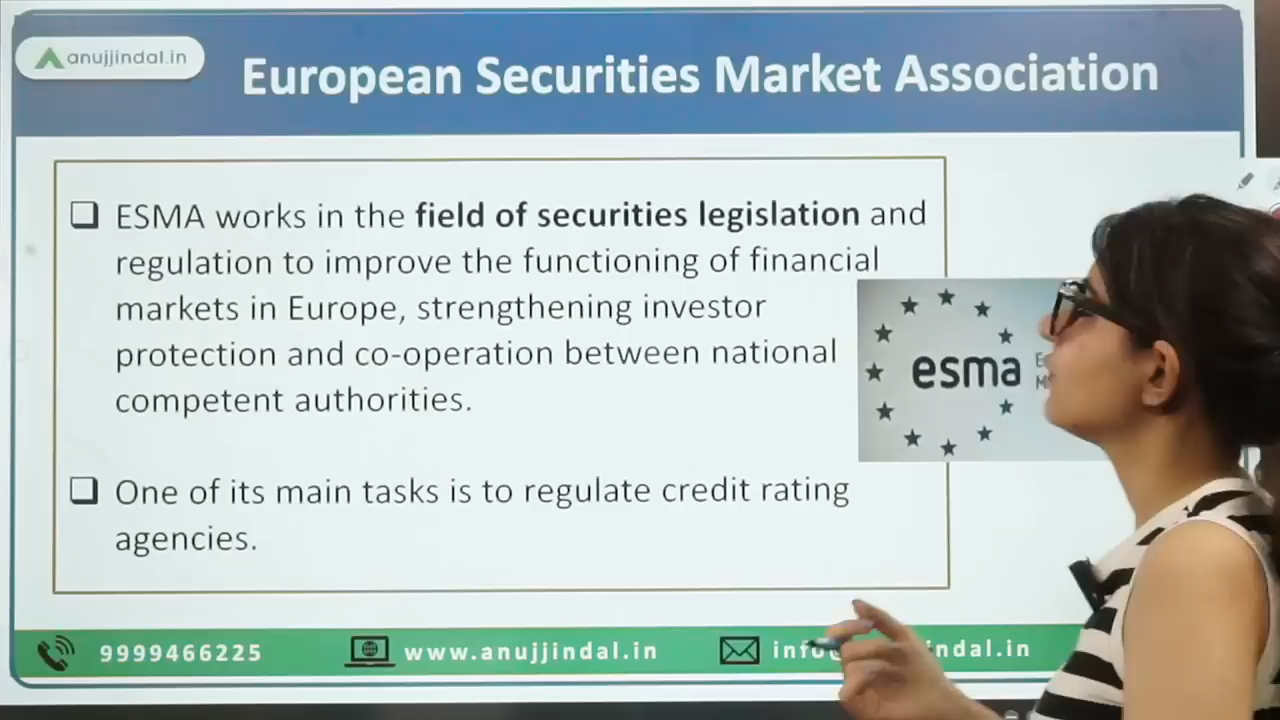 anujjindal.in
European Securities Market Association
ESMA works in the field of securities legislation and
regulation to improve the functioning of financial
markets in Europe, strengthening investor
protection and co-operation between national
competent authorities.
esma
One of its main tasks is to regulate credit rating
agencies.
9999466225
www.anujjindal.in